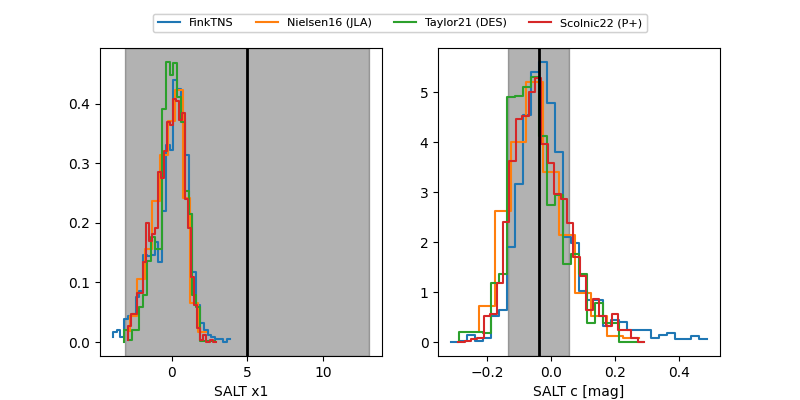 FinkTNS Nielsen16 (JLA) Taylor21 (DES) Scolnic22 (P+)
0.4
0.3
0.2
0.1
0.0
0 5 10
SALT x1
5
4
3
2
1
0
−0.2 0.0 0.2 0.4
SALT c [mag]